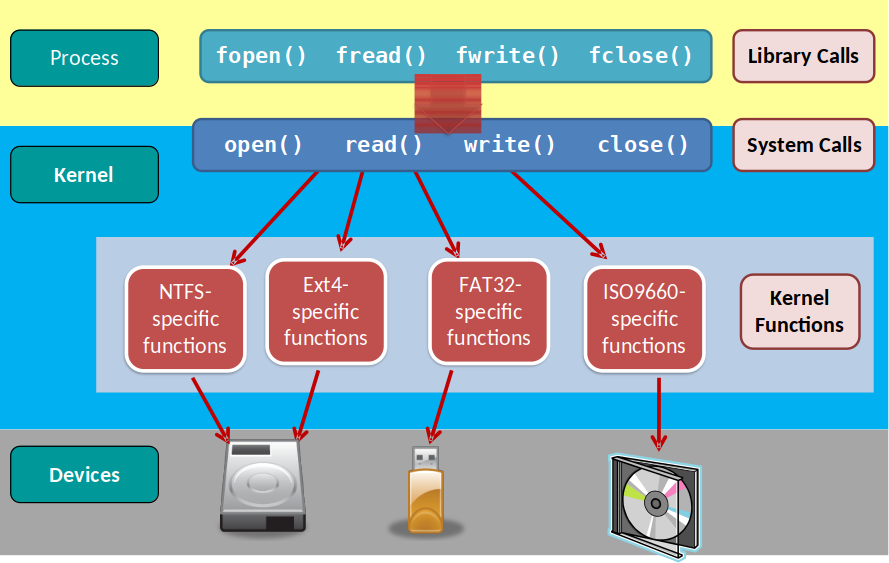 Process
fopen() fread() fwrite() fclose()
Library Calls
open() read() write() close()
System Calls
Kernel
NTFS-
specific
functions
Ext4-
specific
functions
FAT32-
specific
functions
ISO9660-
specific
functions
Kernel
Functions
Devices